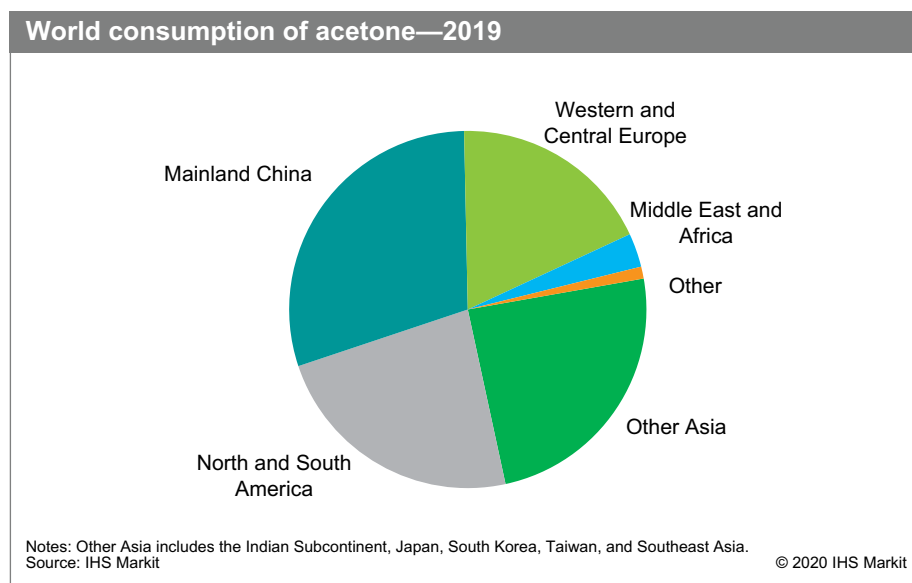 World consumption of acetone—2019
Western and
Central Europe
Mainland China
Middle East and
Africa
Other
Other Asia
North and South
America
Notes: Other Asia includes the Indian Subcontinent, Japan, South Korea, Taiwan, and Southeast Asia.
Source: IHS Markit
© 2020 IHS Markit